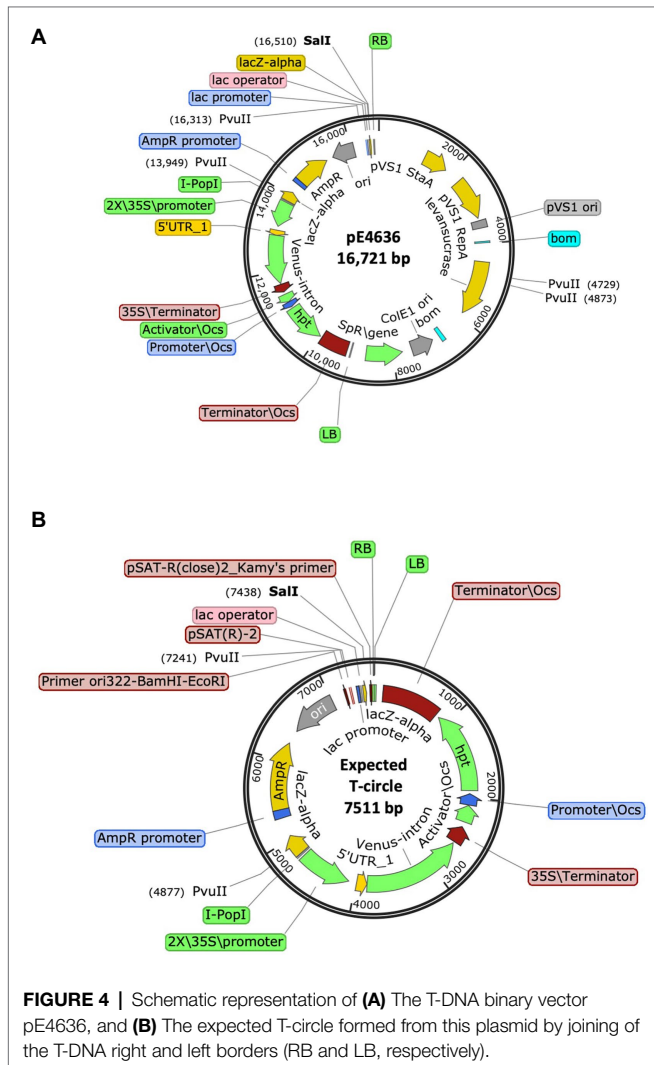 A
(16,510) SalI
RB
lacZ-alpha
lac operator
lac promoter
(16,313) PvuII
AmpR promoter
(13,949) PvuII
I-PopI
2X\35S\promoter
5'UTR_1
35S\Terminator
Activator\Ocs
Promoter\Ocs
Terminator\Ocs
LB
pVS1 ori
bom
PvuII (4729)
PvuII (4873)
2000
4000
6000
8000
10,000
12,000
14,000
16,000
pVS1 StaA
pVS1 RepA
levansucrase
bom
ColE1 ori
SpR\gene
hpt
Venus-intron
lacZ-alpha
AmpR
ori
pE4636
16,721 bp
B
RB
LB
pSAT-R(close)2_Kamy's primer
(7438) SalI
lac operator
pSAT(R)-2
(7241) PvuII
Primer ori322-BamHI-EcoRI
Terminator\Ocs
Promoter\Ocs
35S\Terminator
AmpR promoter
(4877) PvuII
I-PopI
2X\35S\promoter
1000
2000
3000
4000
5000
6000
7000
lacZ-alpha
lac promoter
hpt
Activator\Ocs
Venus-intron
5'UTR_1
lacZ-alpha
AmpR
ori
Expected
T-circle
7511 bp
FIGURE 4 | Schematic representation of (A) The T-DNA binary vector
pE4636, and (B) The expected T-circle formed from this plasmid by joining of
the T-DNA right and left borders (RB and LB, respectively).